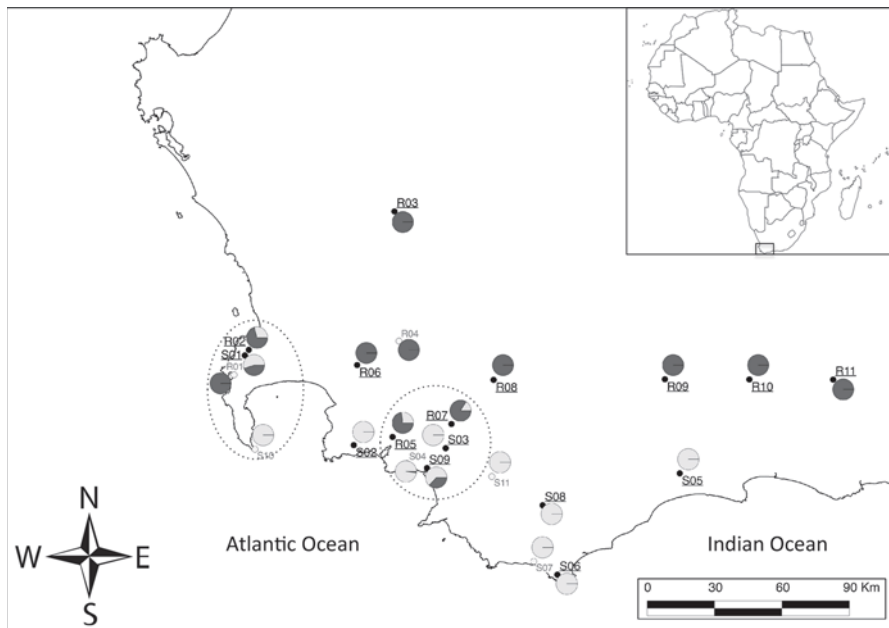 R03
R02
S01
R01
R04
R06
R08
R09
R10
R11
R07
R05
S02
S03
S04
S09
S13
S11
S05
S08
S07
S06
N
W E
S
Atlantic Ocean
Indian Ocean
0 30 60 90 Km